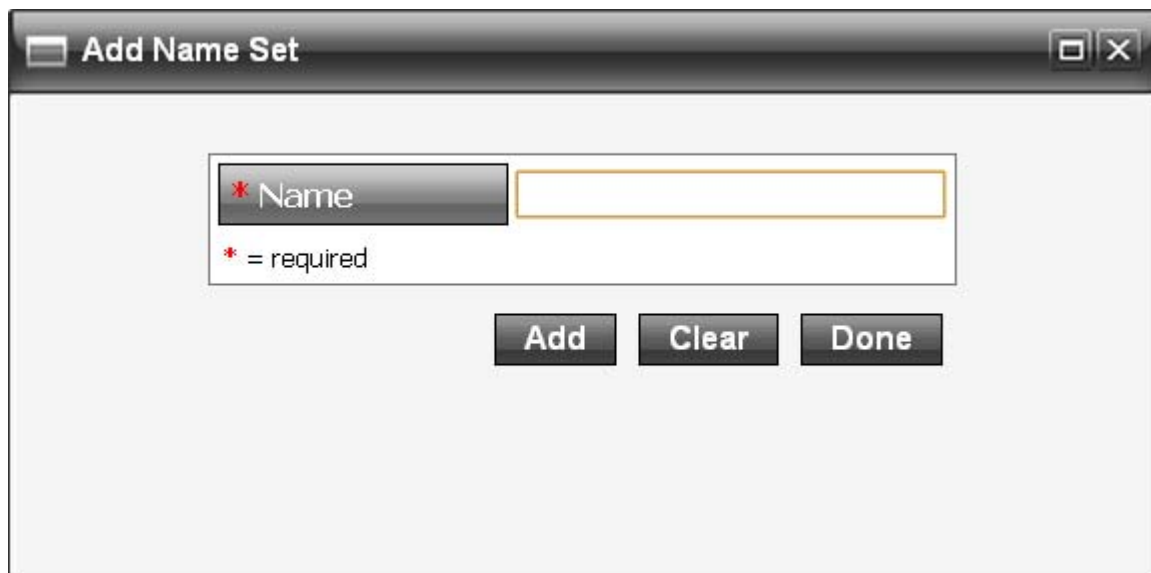 Add Name Set
* Name
* = required
Add Clear Done